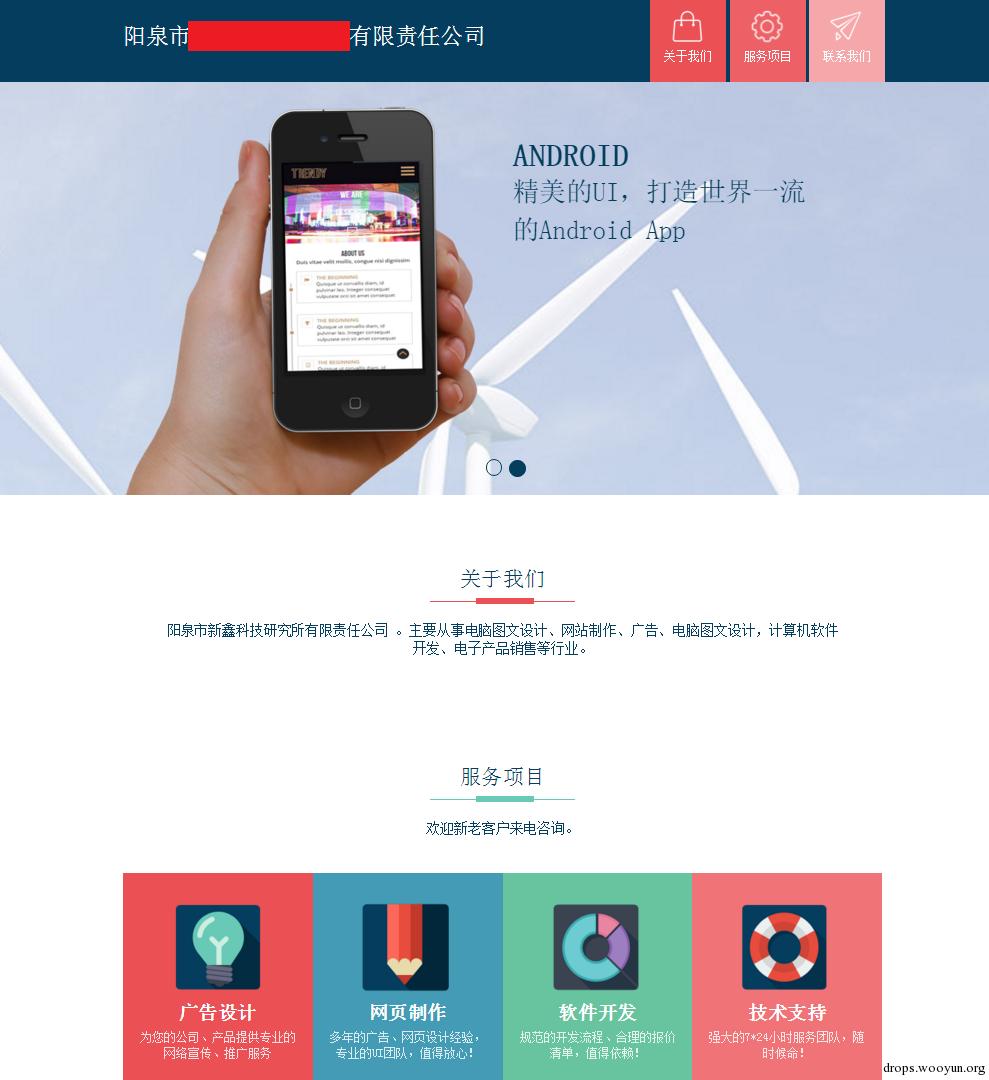 阳泉市 有限责任公司
关于我们
服务项目
联系我们
ANDROID
精美的UI，打造世界一流
的Android App
TRENDY
WE ARE
ABOUT US
Duis vitae velit mollis, congue nisi dignissim
THE BEGINNING
Quisque ut convallis diam, id
pulvinar leo. Integer consequat
vulputate orci sit amet consequat
THE BEGINNING
Quisque ut convallis diam, id
pulvinar leo. Integer consequat
vulputate orci sit amet consequat
THE BEGINNING
Quisque ut convallis diam, id
关于我们
阳泉市新鑫科技研究所有限责任公司 。主要从事电脑图文设计、网站制作、广告、电脑图文设计，计算机软件
开发、电子产品销售等行业。
服务项目
欢迎新老客户来电咨询。
广告设计
为您的公司、产品提供专业的
网络宣传、推广服务
网页制作
多年的广告、网页设计经验，
专业的UI团队，值得放心！
软件开发
规范的开发流程、合理的报价
清单，值得依赖！
技术支持
强大的7*24小时服务团队，随
时候命！
drops.wooyun.org